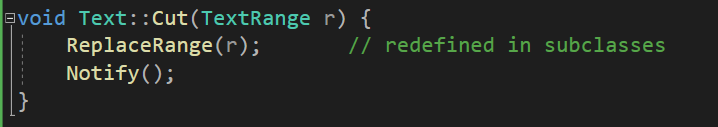 void Text::Cut(TextRange r) {
    ReplaceRange(r);      // redefined in subclasses
    Notify();
}